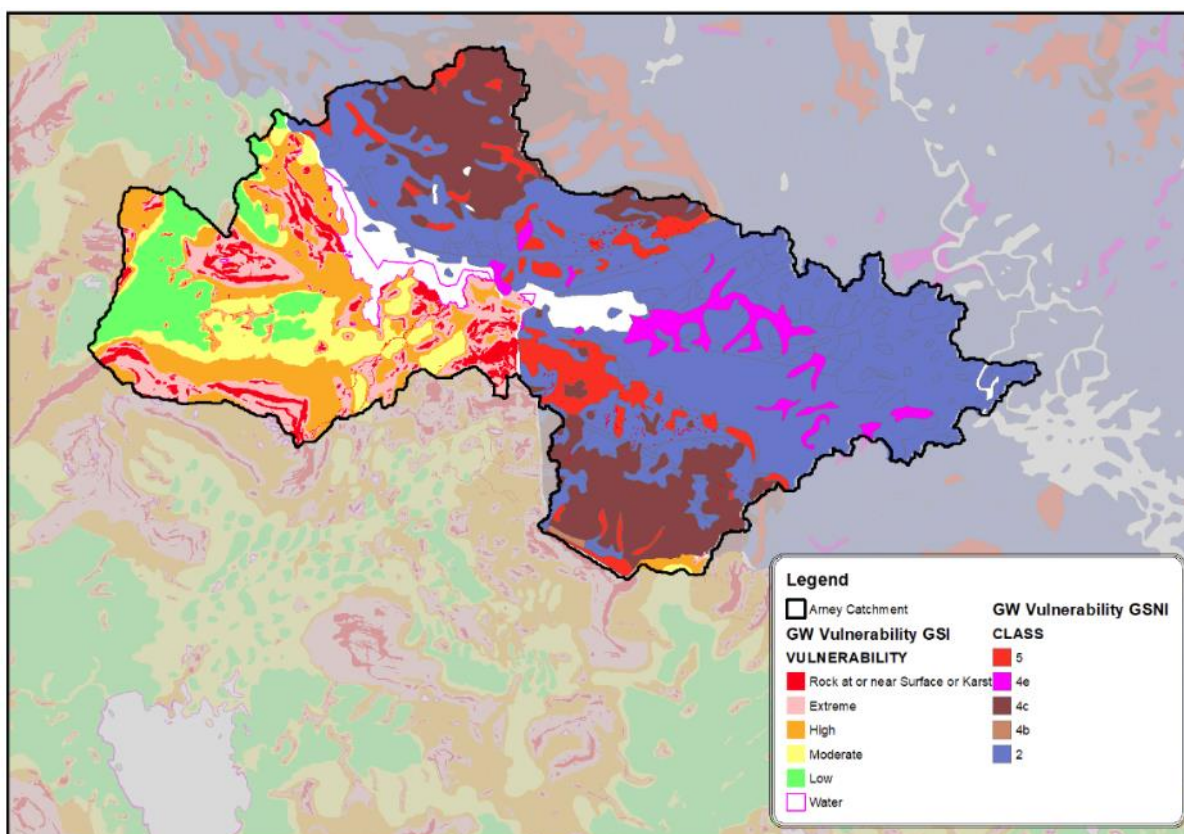 Legend
Arney Catchment
GW Vulnerability GSI
VULNERABILITY
Rock at or near Surface or Karst
Extreme
High
Moderate
Low
Water
GW Vulnerability GSNI
CLASS
5
4e
4c
4b
2